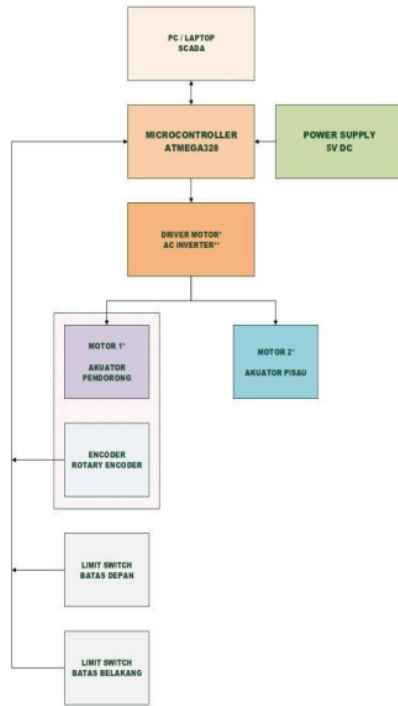 PC / LAPTOP
SCADA
MICROCONTROLLER
ATMEGA328
POWER SUPPLY
5V DC
DRIVER MOTOR*
AC INVERTER**
MOTOR 1*
AKUATOR
PENDORONG
MOTOR 2*
AKUATOR PISAU
ENCODER
ROTARY ENCODER
LIMIT SWITCH
BATAS DEPAN
LIMIT SWITCH
BATAS BELAKANG